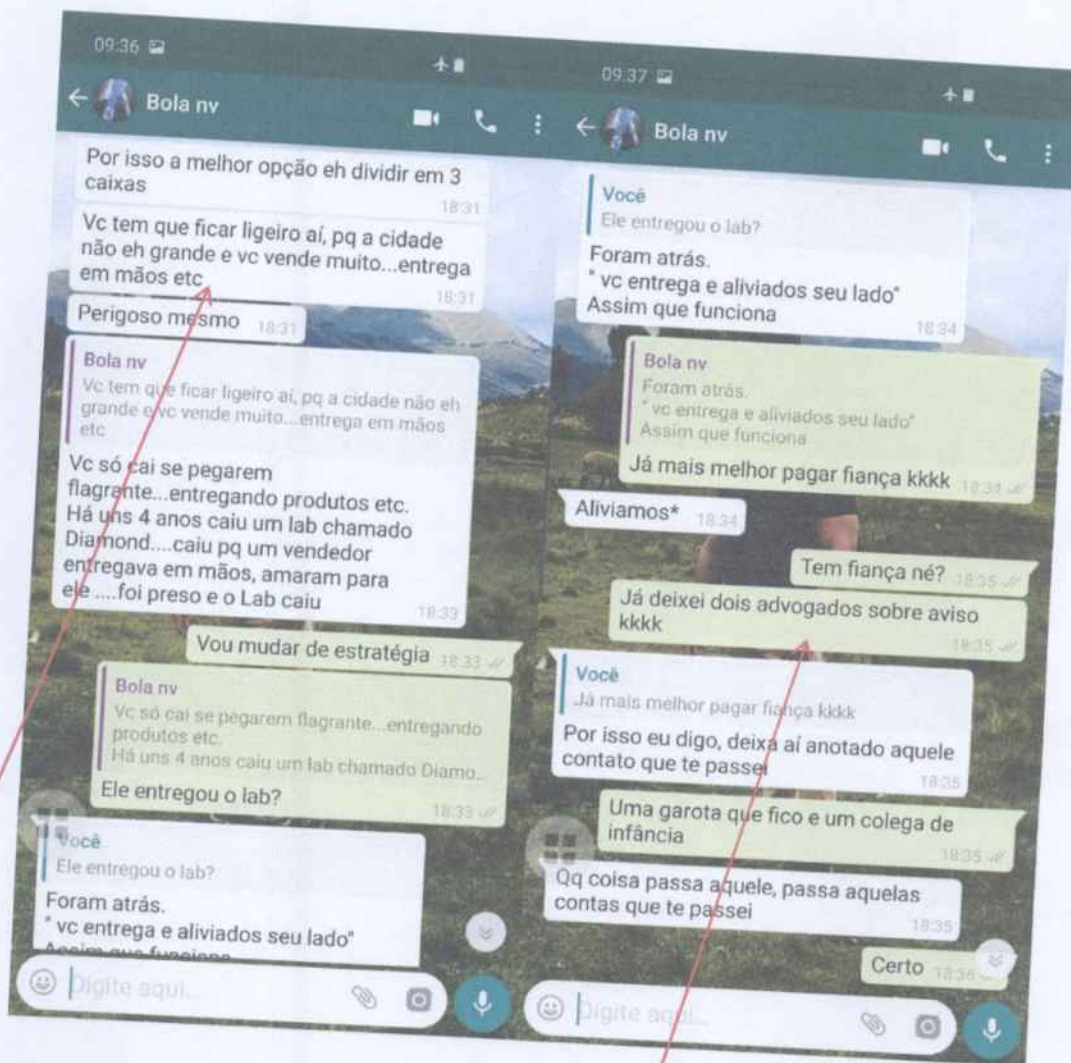 09:36
Bola nv
Por isso a melhor opção eh dividir em 3
caixas
18:31
Vc tem que ficar ligeiro aí, pq a cidade
não eh grande e vc vende muito...entrega
em mãos etc
18:31
Perigoso mesmo 18:31
Bola nv
Vc tem que ficar ligeiro aí, pq a cidade não eh
grande e vc vende muito...entrega em mãos
etc
Vc só cai se pegarem
flagrante...entregando produtos etc.
Há uns 4 anos caiu um lab chamado
Diamond....caiu pq um vendedor
entregava em mãos, amaram para
ele ....foi preso e o Lab caiu
18:33
Vou mudar de estratégia 18:33
Bola nv
Vc só cai se pegarem flagrante...entregando
produtos etc.
Há uns 4 anos caiu um lab chamado Diamo...
Ele entregou o lab?
18:33
Você
Ele entregou o lab?
Foram atrás.
" vc entrega e aliviados seu lado"
Assim que funciona
Digite aqui...
09:37
Bola nv
Você
Ele entregou o lab?
Foram atrás.
" vc entrega e aliviados seu lado"
Assim que funciona
18:34
Bola nv
Foram atrás.
" vc entrega e aliviados seu lado"
Assim que funciona
Já mais melhor pagar fiança kkkk 18:34
Aliviamos* 18:34
Tem fiança né? 18:35
Já deixei dois advogados sobre aviso
kkkk
18:35
Você
Já mais melhor pagar fiança kkkk
Por isso eu digo, deixa aí anotado aquele
contato que te passei
18:35
Uma garota que fico e um colega de
infância
18:35
Qq coisa passa aquele, passa aquelas
contas que te passei
18:35
Certo 18:36
Digite aqui...